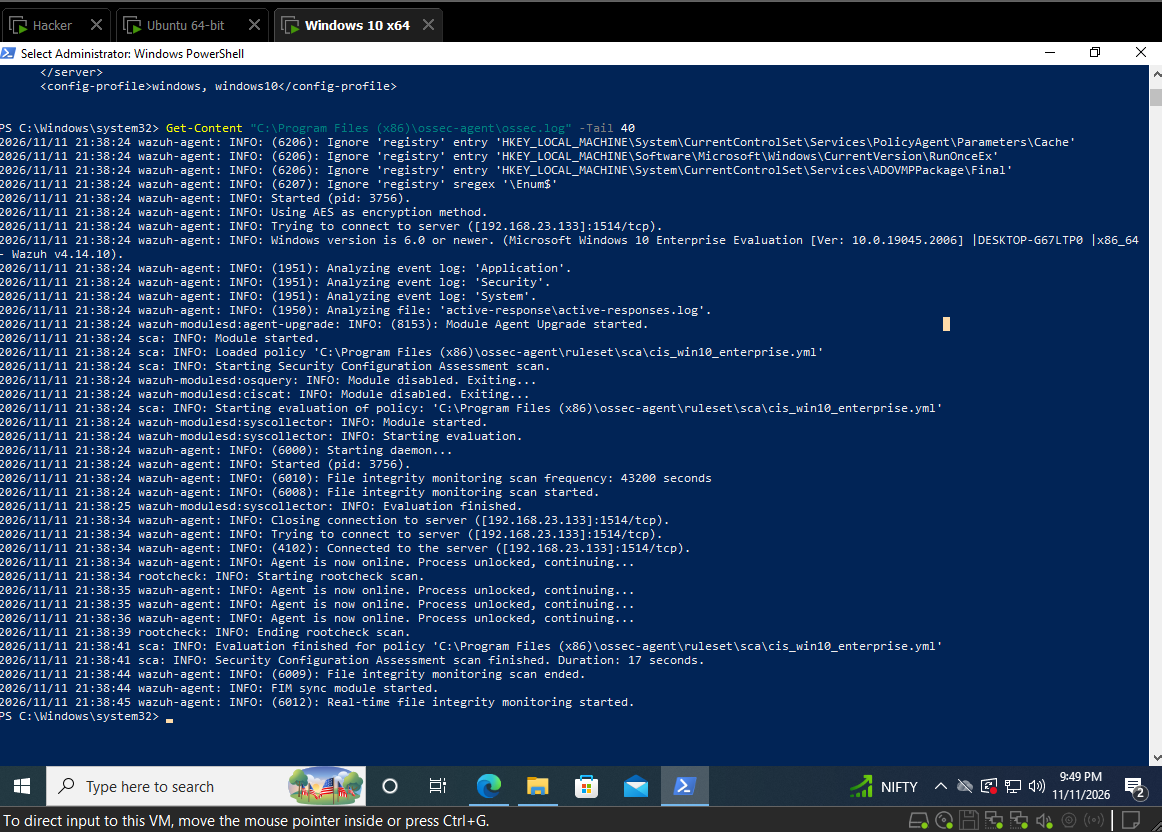 Hacker
Ubuntu 64-bit
Windows 10 x64
Select Administrator: Windows PowerShell
</server>
<config-profile>windows, windows10</config-profile>
PS C:\Windows\system32> Get-Content "C:\Program Files (x86)\ossec-agent\ossec.log" -Tail 40
2026/11/11 21:38:24 wazuh-agent: INFO: (6206): Ignore 'registry' entry 'HKEY_LOCAL_MACHINE\System\CurrentControlSet\Services\PolicyAgent\Parameters\Cache'
2026/11/11 21:38:24 wazuh-agent: INFO: (6206): Ignore 'registry' entry 'HKEY_LOCAL_MACHINE\Software\Microsoft\Windows\CurrentVersion\RunOnceEx'
2026/11/11 21:38:24 wazuh-agent: INFO: (6206): Ignore 'registry' entry 'HKEY_LOCAL_MACHINE\System\CurrentControlSet\Services\ADOVMPPackage\Final'
2026/11/11 21:38:24 wazuh-agent: INFO: (6207): Ignore 'registry' sregex '\Enum$'
2026/11/11 21:38:24 wazuh-agent: INFO: Started (pid: 3756).
2026/11/11 21:38:24 wazuh-agent: INFO: Using AES as encryption method.
2026/11/11 21:38:24 wazuh-agent: INFO: Trying to connect to server ([192.168.23.133]:1514/tcp).
2026/11/11 21:38:24 wazuh-agent: INFO: Windows version is 6.0 or newer. (Microsoft Windows 10 Enterprise Evaluation [Ver: 10.0.19045.2006] |DESKTOP-G67LTP0 |x86_64
- Wazuh v4.14.10).
2026/11/11 21:38:24 wazuh-agent: INFO: (1951): Analyzing event log: 'Application'.
2026/11/11 21:38:24 wazuh-agent: INFO: (1951): Analyzing event log: 'Security'.
2026/11/11 21:38:24 wazuh-agent: INFO: (1951): Analyzing event log: 'System'.
2026/11/11 21:38:24 wazuh-agent: INFO: (1950): Analyzing file: 'active-response\active-responses.log'.
2026/11/11 21:38:24 wazuh-modulesd:agent-upgrade: INFO: (8153): Module Agent Upgrade started.
2026/11/11 21:38:24 sca: INFO: Module started.
2026/11/11 21:38:24 sca: INFO: Loaded policy 'C:\Program Files (x86)\ossec-agent\ruleset\sca\cis_win10_enterprise.yml'
2026/11/11 21:38:24 sca: INFO: Starting Security Configuration Assessment scan.
2026/11/11 21:38:24 wazuh-modulesd:osquery: INFO: Module disabled. Exiting...
2026/11/11 21:38:24 wazuh-modulesd:ciscat: INFO: Module disabled. Exiting...
2026/11/11 21:38:24 sca: INFO: Starting evaluation of policy: 'C:\Program Files (x86)\ossec-agent\ruleset\sca\cis_win10_enterprise.yml'
2026/11/11 21:38:24 wazuh-modulesd:syscollector: INFO: Module started.
2026/11/11 21:38:24 wazuh-modulesd:syscollector: INFO: Starting evaluation.
2026/11/11 21:38:24 wazuh-agent: INFO: (6000): Starting daemon...
2026/11/11 21:38:24 wazuh-agent: INFO: Started (pid: 3756).
2026/11/11 21:38:24 wazuh-agent: INFO: (6010): File integrity monitoring scan frequency: 43200 seconds
2026/11/11 21:38:24 wazuh-agent: INFO: (6008): File integrity monitoring scan started.
2026/11/11 21:38:25 wazuh-modulesd:syscollector: INFO: Evaluation finished.
2026/11/11 21:38:34 wazuh-agent: INFO: Closing connection to server ([192.168.23.133]:1514/tcp).
2026/11/11 21:38:34 wazuh-agent: INFO: Trying to connect to server ([192.168.23.133]:1514/tcp).
2026/11/11 21:38:34 wazuh-agent: INFO: (4102): Connected to the server ([192.168.23.133]:1514/tcp).
2026/11/11 21:38:34 wazuh-agent: INFO: Agent is now online. Process unlocked, continuing...
2026/11/11 21:38:34 rootcheck: INFO: Starting rootcheck scan.
2026/11/11 21:38:35 wazuh-agent: INFO: Agent is now online. Process unlocked, continuing...
2026/11/11 21:38:35 wazuh-agent: INFO: Agent is now online. Process unlocked, continuing...
2026/11/11 21:38:36 wazuh-agent: INFO: Agent is now online. Process unlocked, continuing...
2026/11/11 21:38:39 rootcheck: INFO: Ending rootcheck scan.
2026/11/11 21:38:41 sca: INFO: Evaluation finished for policy 'C:\Program Files (x86)\ossec-agent\ruleset\sca\cis_win10_enterprise.yml'
2026/11/11 21:38:41 sca: INFO: Security Configuration Assessment scan finished. Duration: 17 seconds.
2026/11/11 21:38:44 wazuh-agent: INFO: (6009): File integrity monitoring scan ended.
2026/11/11 21:38:44 wazuh-agent: INFO: FIM sync module started.
2026/11/11 21:38:45 wazuh-agent: INFO: (6012): Real-time file integrity monitoring started.
PS C:\Windows\system32>
Type here to search
NIFTY
9:49 PM
11/11/2026
2
To direct input to this VM, move the mouse pointer inside or press Ctrl+G.